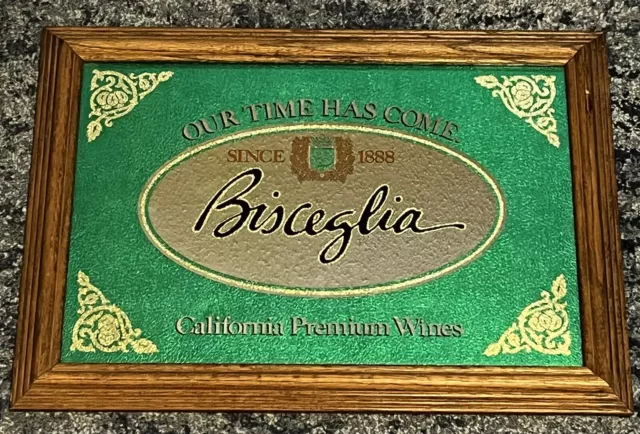 OUR TIME HAS COME
SINCE 1888
Bisceglia
California Premium Wines